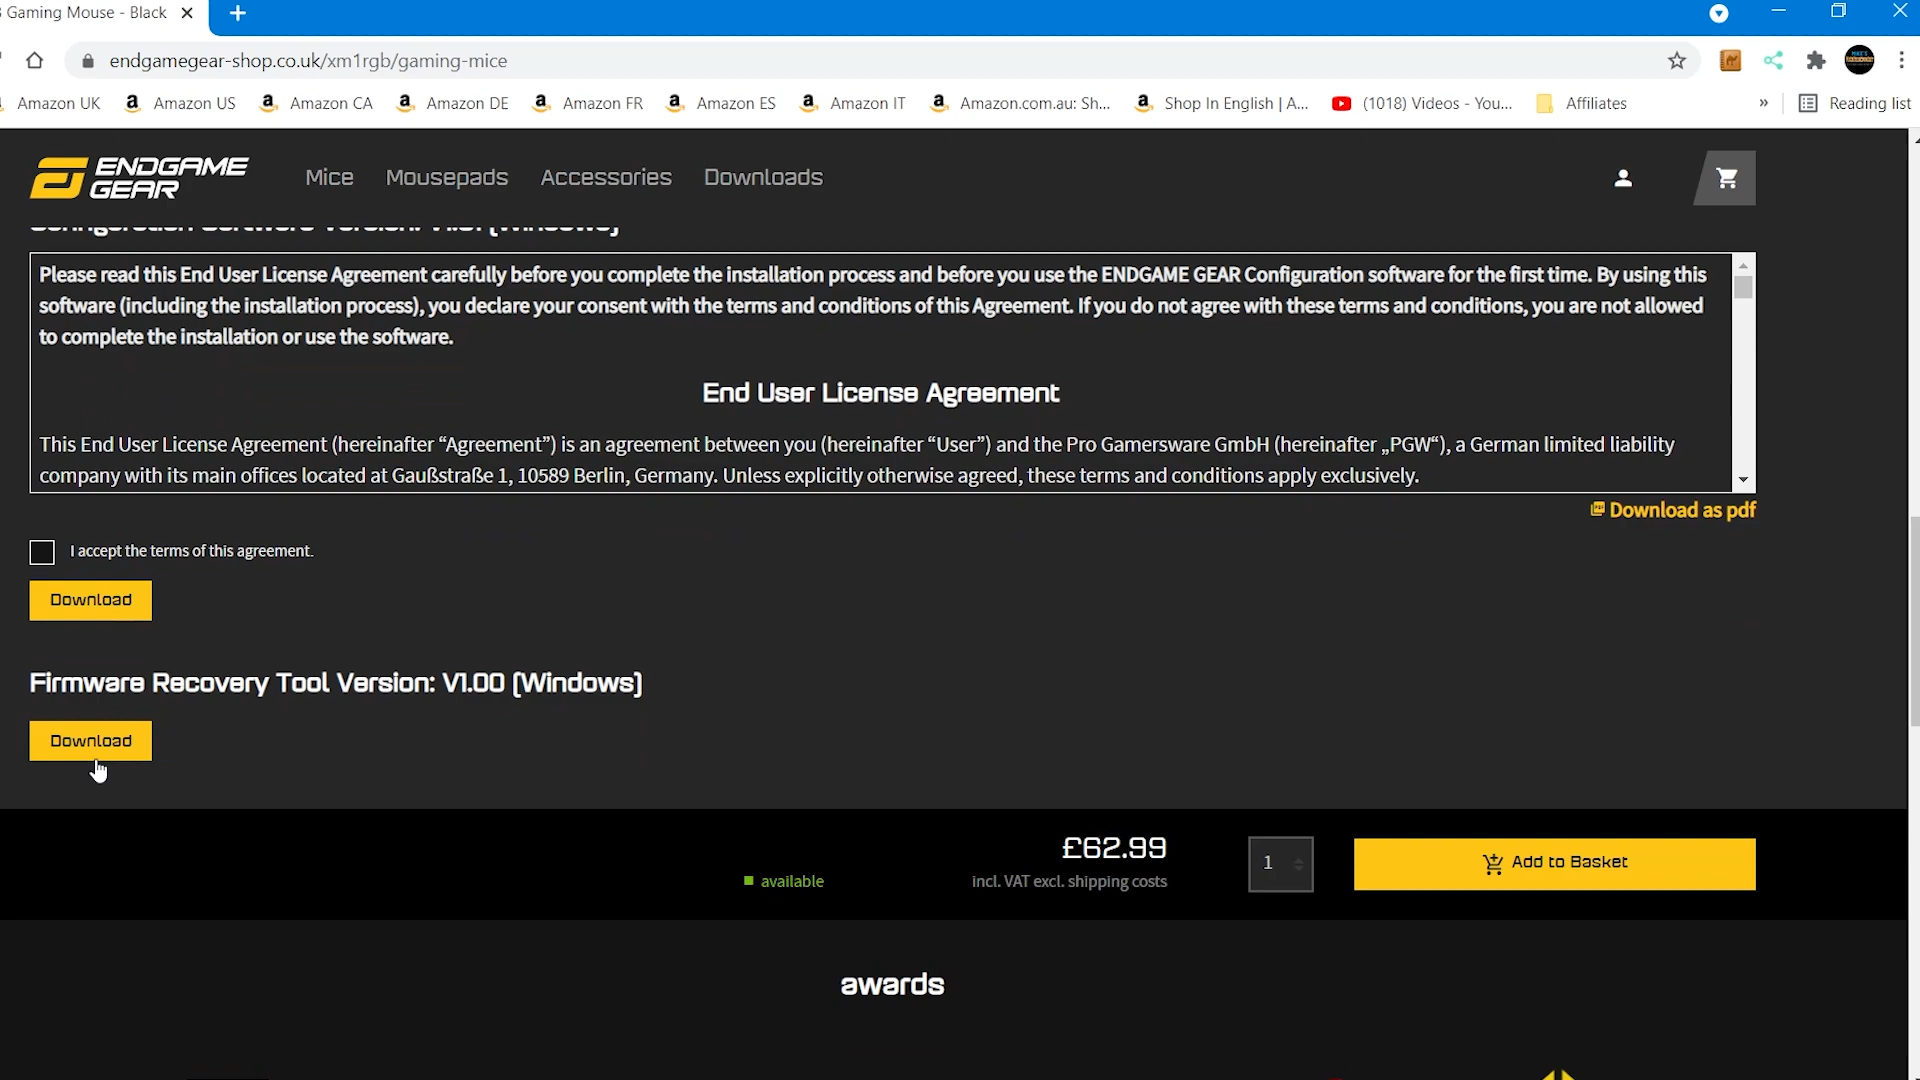 Gaming Mouse - Black
endgamegear-shop.co.uk/xm1rgb/gaming-mice
Amazon UK
Amazon US
Amazon CA
Amazon DE
Amazon FR
Amazon ES
Amazon IT
Amazon.com.au: Sh...
Shop In English | A...
(1018) Videos - You...
Affiliates
»
Reading list
ENDGAME GEAR
Mice
Mousepads
Accessories
Downloads
Please read this End User License Agreement carefully before you complete the installation process and before you use the ENDGAME GEAR Configuration software for the first time. By using this
software (including the installation process), you declare your consent with the terms and conditions of this Agreement. If you do not agree with these terms and conditions, you are not allowed
to complete the installation or use the software.
End User License Agreement
This End User License Agreement (hereinafter “Agreement”) is an agreement between you (hereinafter “User”) and the Pro Gamersware GmbH (hereinafter „PGW“), a German limited liability
company with its main offices located at Gaußstraße 1, 10589 Berlin, Germany. Unless explicitly otherwise agreed, these terms and conditions apply exclusively.
Download as pdf
I accept the terms of this agreement.
Download
Firmware Recovery Tool Version: V1.00 (Windows)
Download
£62.99
available
incl. VAT excl. shipping costs
1
Add to Basket
awards